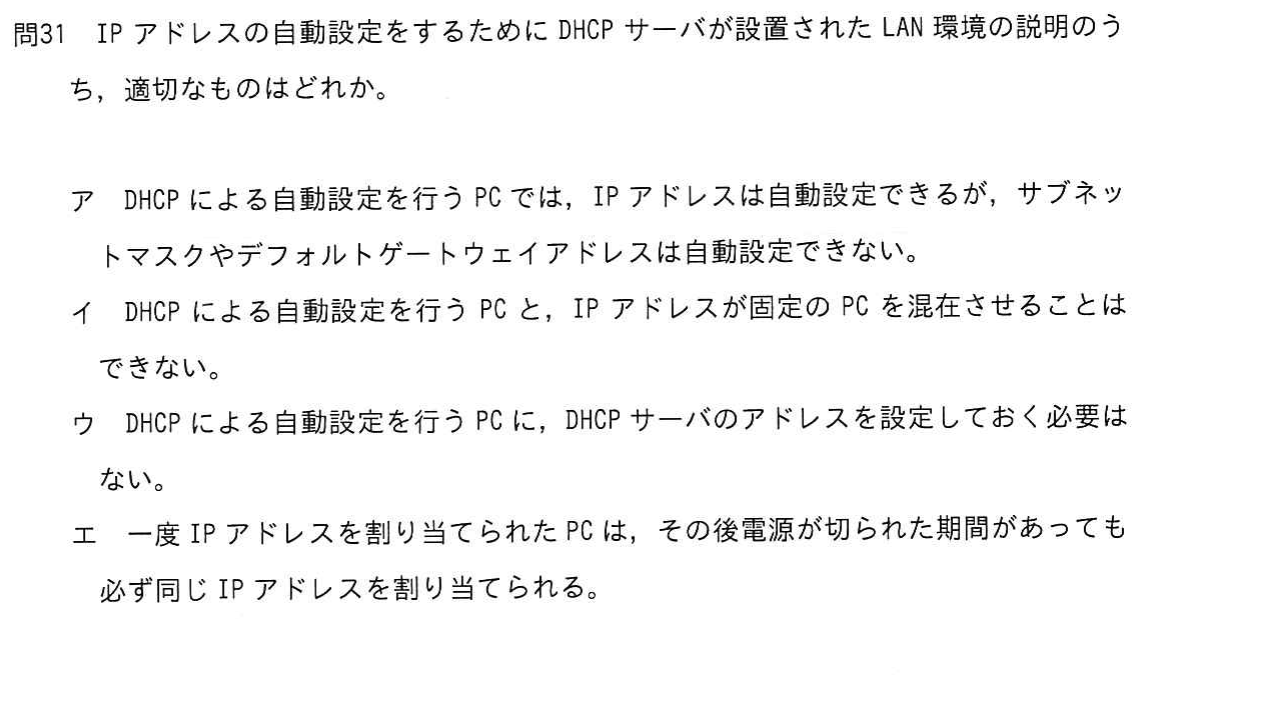 問31 IP アドレスの自動設定をするために DHCP サーバが設置された LAN 環境の説明のう
ち，適切なものはどれか。
ア DHCP による自動設定を行う PC では，IP アドレスは自動設定できるが，サブネッ
トマスクやデフォルトゲートウェイアドレスは自動設定できない。
イ DHCP による自動設定を行う PC と，IP アドレスが固定の PC を混在させることは
できない。
ウ DHCP による自動設定を行う PC に，DHCP サーバのアドレスを設定しておく必要は
ない。
エ 一度 IP アドレスを割り当てられた PC は，その後電源が切られた期間があっても
必ず同じ IP アドレスを割り当てられる。